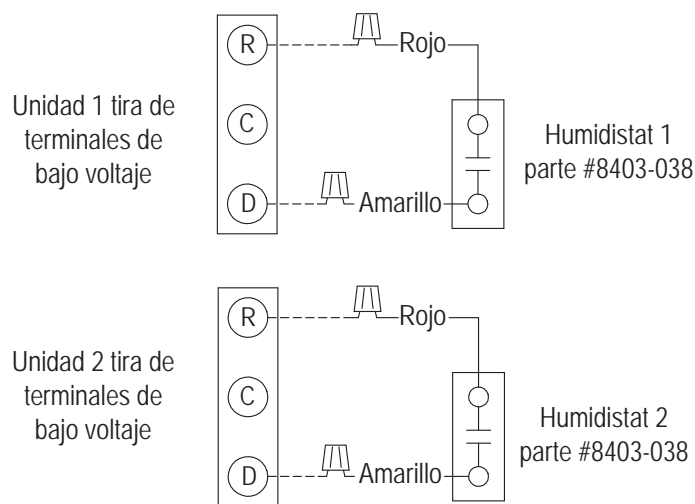 R
Rojo
Unidad 1 tira de
terminales de
bajo voltaje
C
Humidistat 1
parte #8403-038
D
Amarillo
R
Rojo
Unidad 2 tira de
terminales de
bajo voltaje
C
Humidistat 2
parte #8403-038
D
Amarillo